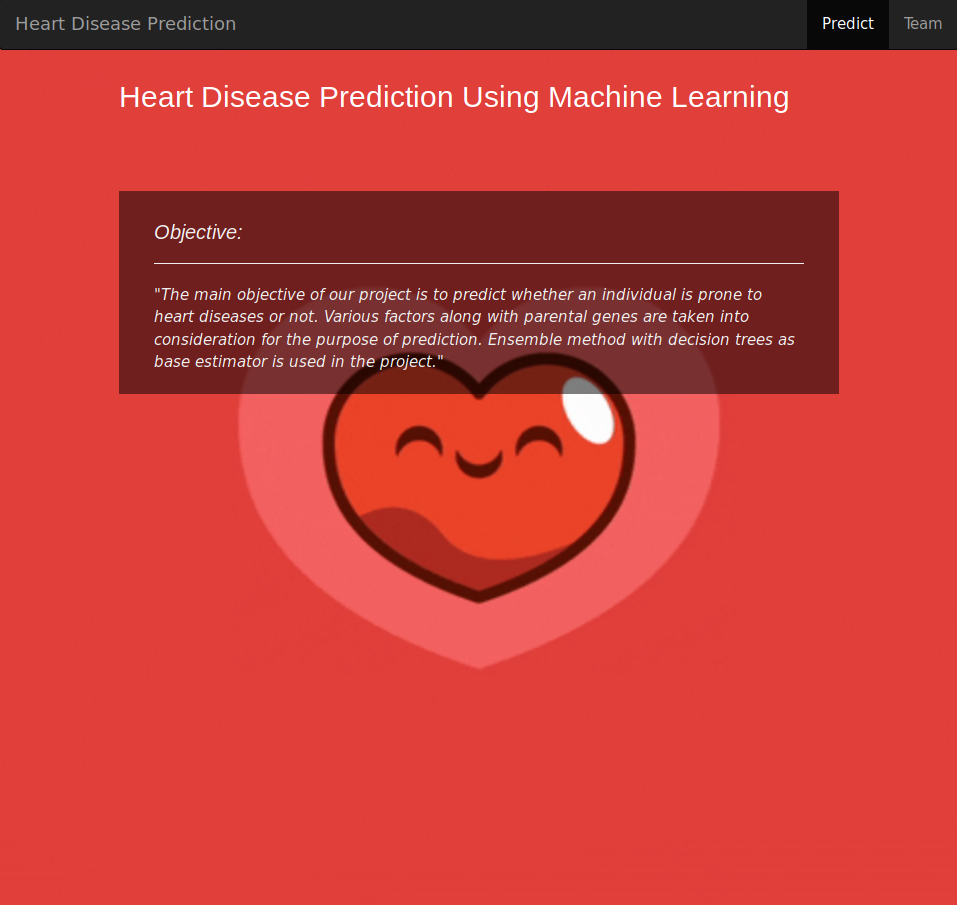 Heart Disease Prediction
Predict
Team
Heart Disease Prediction Using Machine Learning
Objective:
"The main objective of our project is to predict whether an individual is prone to
heart diseases or not. Various factors along with parental genes are taken into
consideration for the purpose of prediction. Ensemble method with decision trees as
base estimator is used in the project."